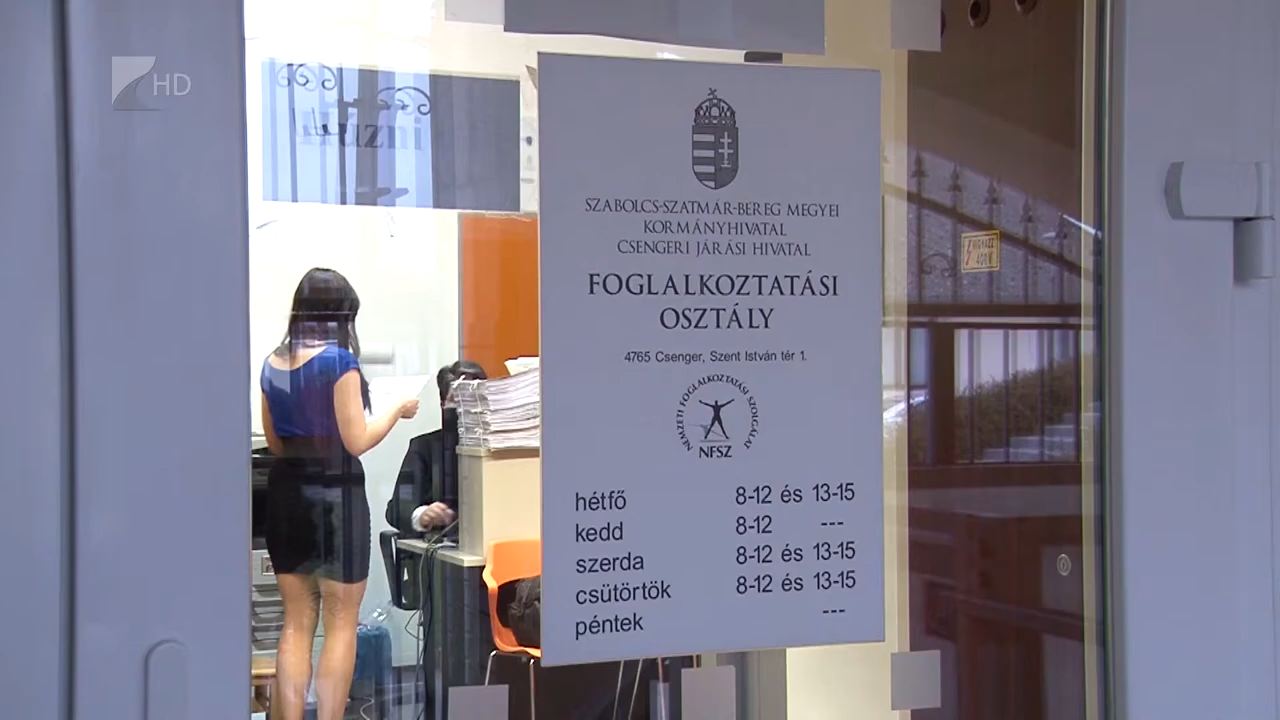 HD
SZABOLCS-SZATMÁR-BEREG MEGYEI
KORMÁNYHIVATAL
CSENGERI JÁRÁSI HIVATAL
FOGLALKOZTATÁSI
OSZTÁLY
4765 Csenger, Szent István tér 1.
NEMZETI FOGLALKOZTATÁSI SZOLGÁLAT
NFSZ
hétfő 8-12 és 13-15
kedd 8-12 ---
szerda 8-12 és 13-15
csütörtök 8-12 és 13-15
péntek ---
VIGYÁZZ
400V